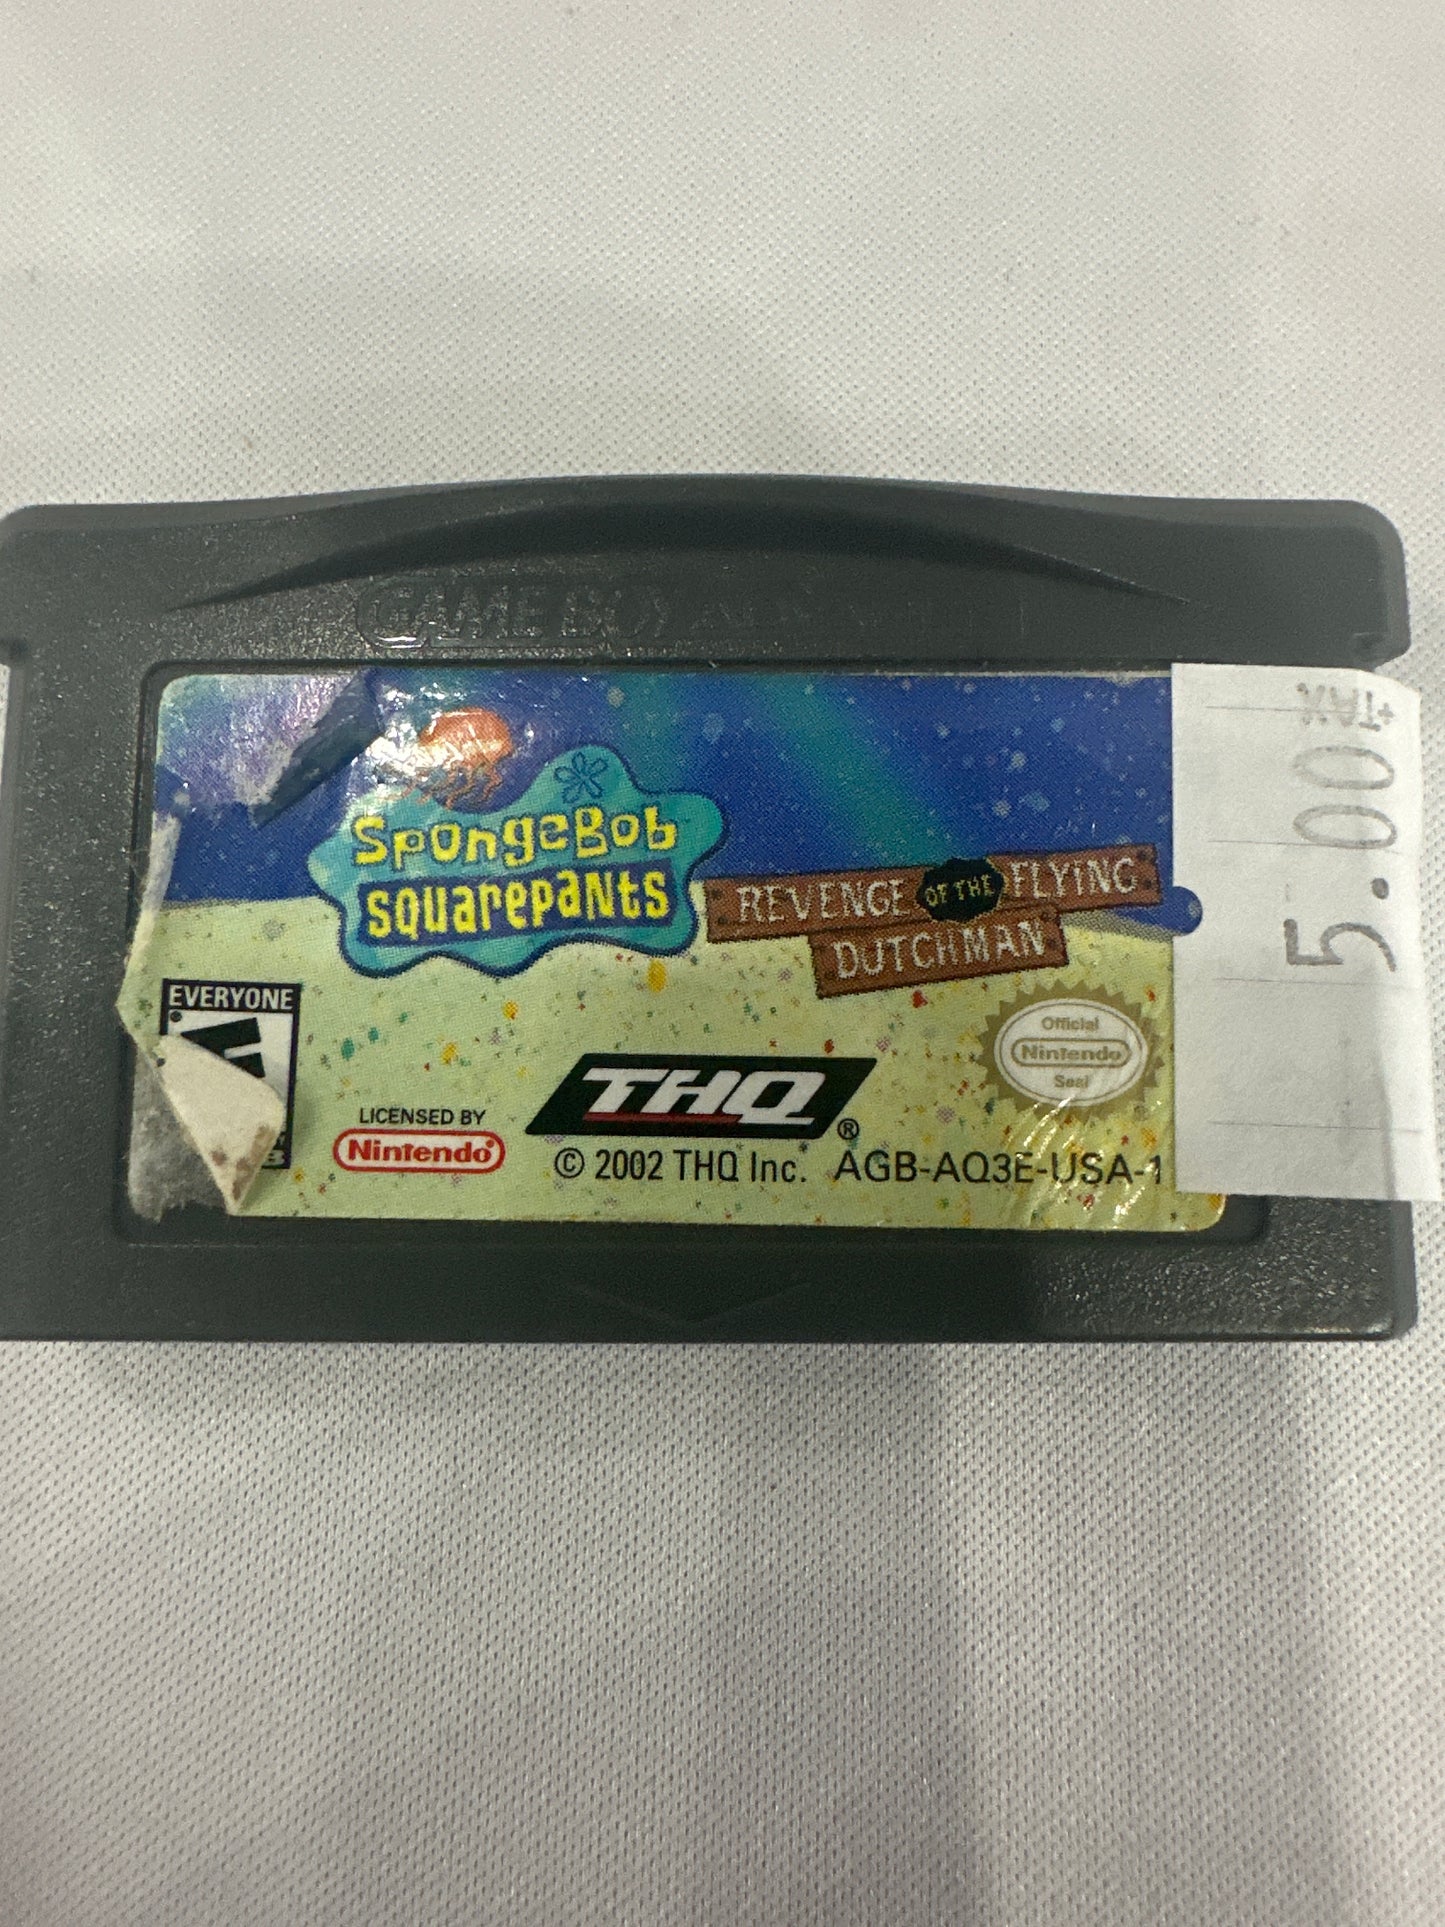 GAME BOY ADVANCE
SpongeBob
SquarePants
REVENGE OF THE FLYING
DUTCHMAN
EVERYONE
E
Official
Nintendo
Seal
THQ
®
LICENSED BY
Nintendo®
© 2002 THQ Inc. AGB-AQ3E-USA-1
5.00+